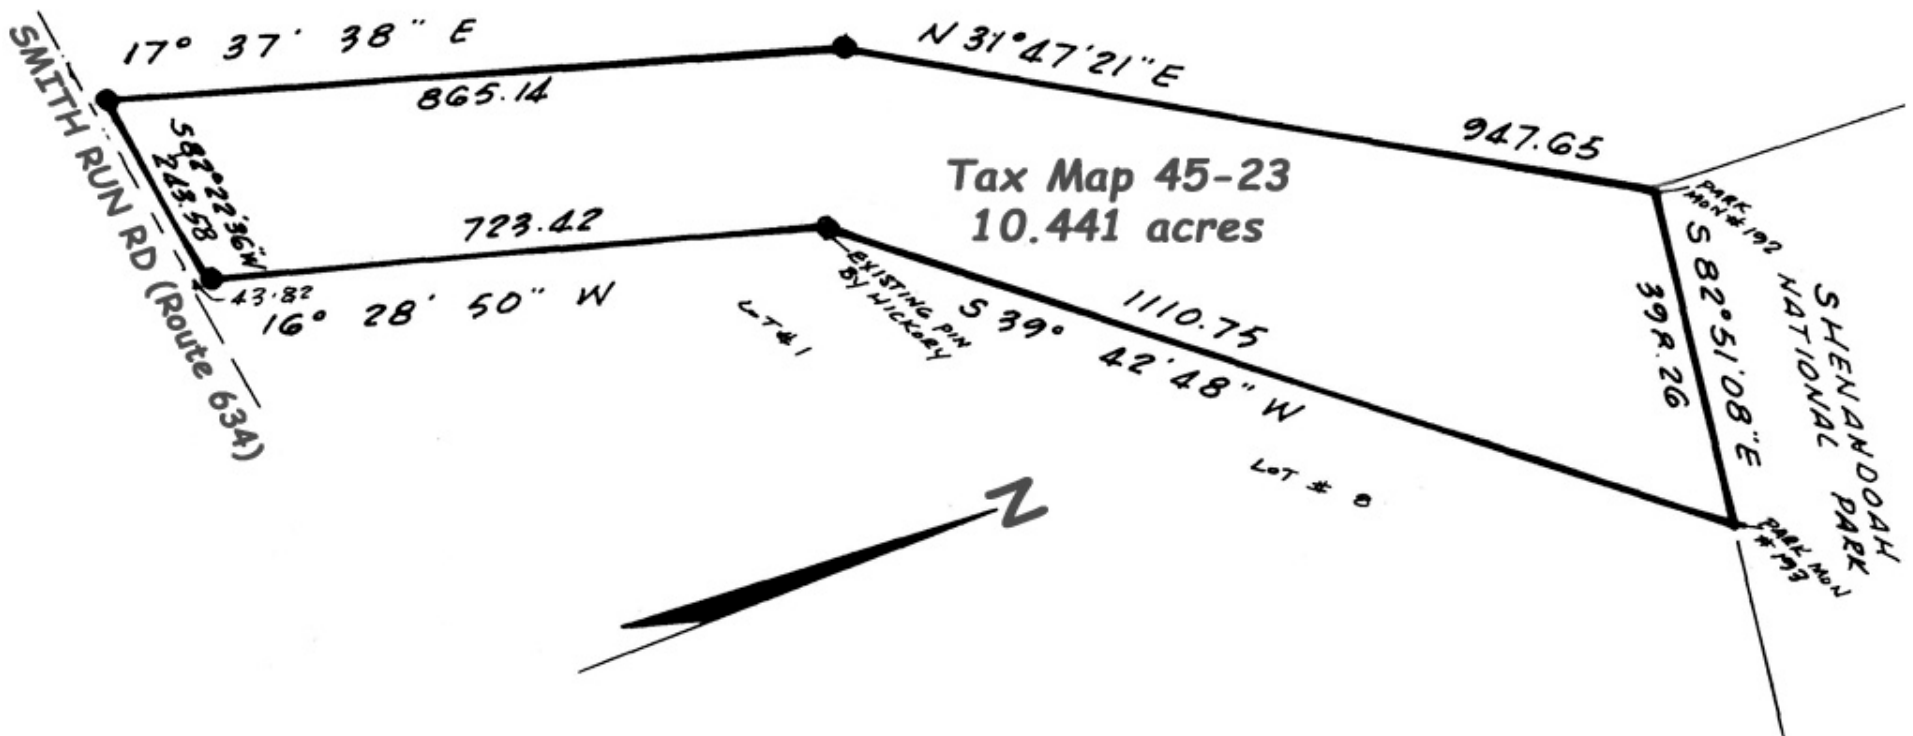 17° 37' 38" E
865.14
N 31°47'21"E
947.65
SMITH RUN RD (Route 634)
S82°22'36"W
243.58
723.42
43.82
16° 28' 50" W
Tax Map 45-23
10.441 acres
EXISTING PIN
BY HICKORY
LOT #1
1110.75
S 39° 42'48" W
LOT #
PARK
MON #192
S 82°51'08"E
26
SHENANDOAH
NATIONAL PARK
PARK MON
#193
N